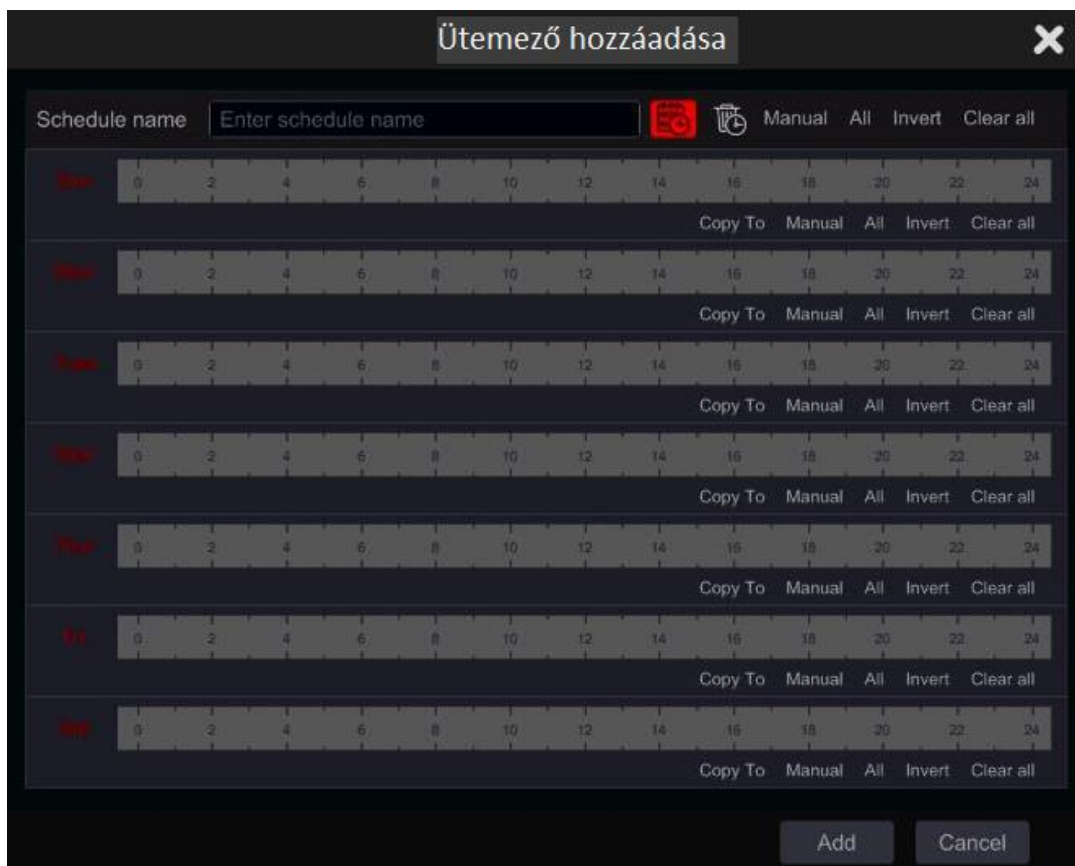 Ütemező hozzáadása
Schedule name Enter schedule name Manual All Invert Clear all
Sun 0 2 4 6 8 10 12 14 16 18 20 22 24
Copy To Manual All Invert Clear all
Mon 0 2 4 6 8 10 12 14 16 18 20 22 24
Copy To Manual All Invert Clear all
0 2 4 6 8 10 12 14 16 18 20 22 24
Copy To Manual All Invert Clear all
0 2 4 6 8 10 12 14 16 18 20 22 24
Copy To Manual All Invert Clear all
0 2 4 6 8 10 12 14 16 18 20 22 24
Copy To Manual All Invert Clear all
Fri 0 2 4 6 8 10 12 14 16 18 20 22 24
Copy To Manual All Invert Clear all
Sat 0 2 4 6 8 10 12 14 16 18 20 22 24
Copy To Manual All Invert Clear all
Add Cancel